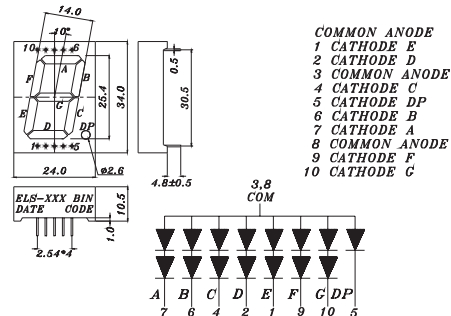 14.0
10°
10 6
A
F B
G
E C
D DP
1 5
25.4
34.0
24.0
ø2.6
0.5
30.5
4.8±0.5
ELS-XXX BIN
DATE CODE
10.5
1.0
2.54*4
COMMON ANODE
1 CATHODE E
2 CATHODE D
3 COMMON ANODE
4 CATHODE C
5 CATHODE DP
6 CATHODE B
7 CATHODE A
8 COMMON ANODE
9 CATHODE F
10 CATHODE G
3,8
COM
A B C D E F G DP
7 6 4 2 1 9 10 5